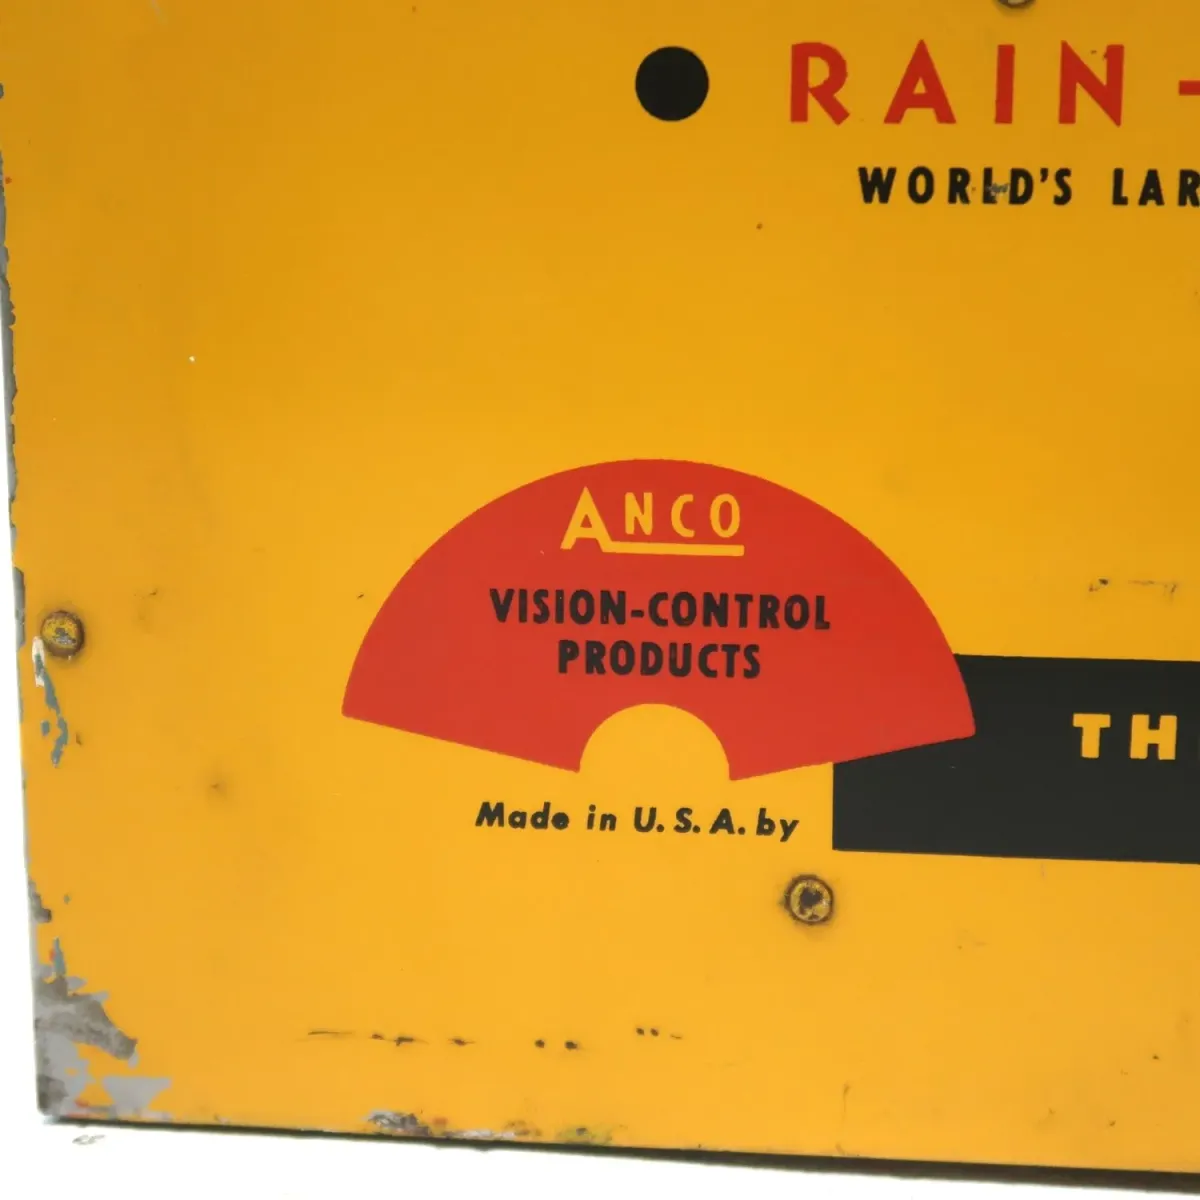 RAIN-
WORLD'S LAR
ANCO
VISION-CONTROL
PRODUCTS
TH
Made in U.S.A. by